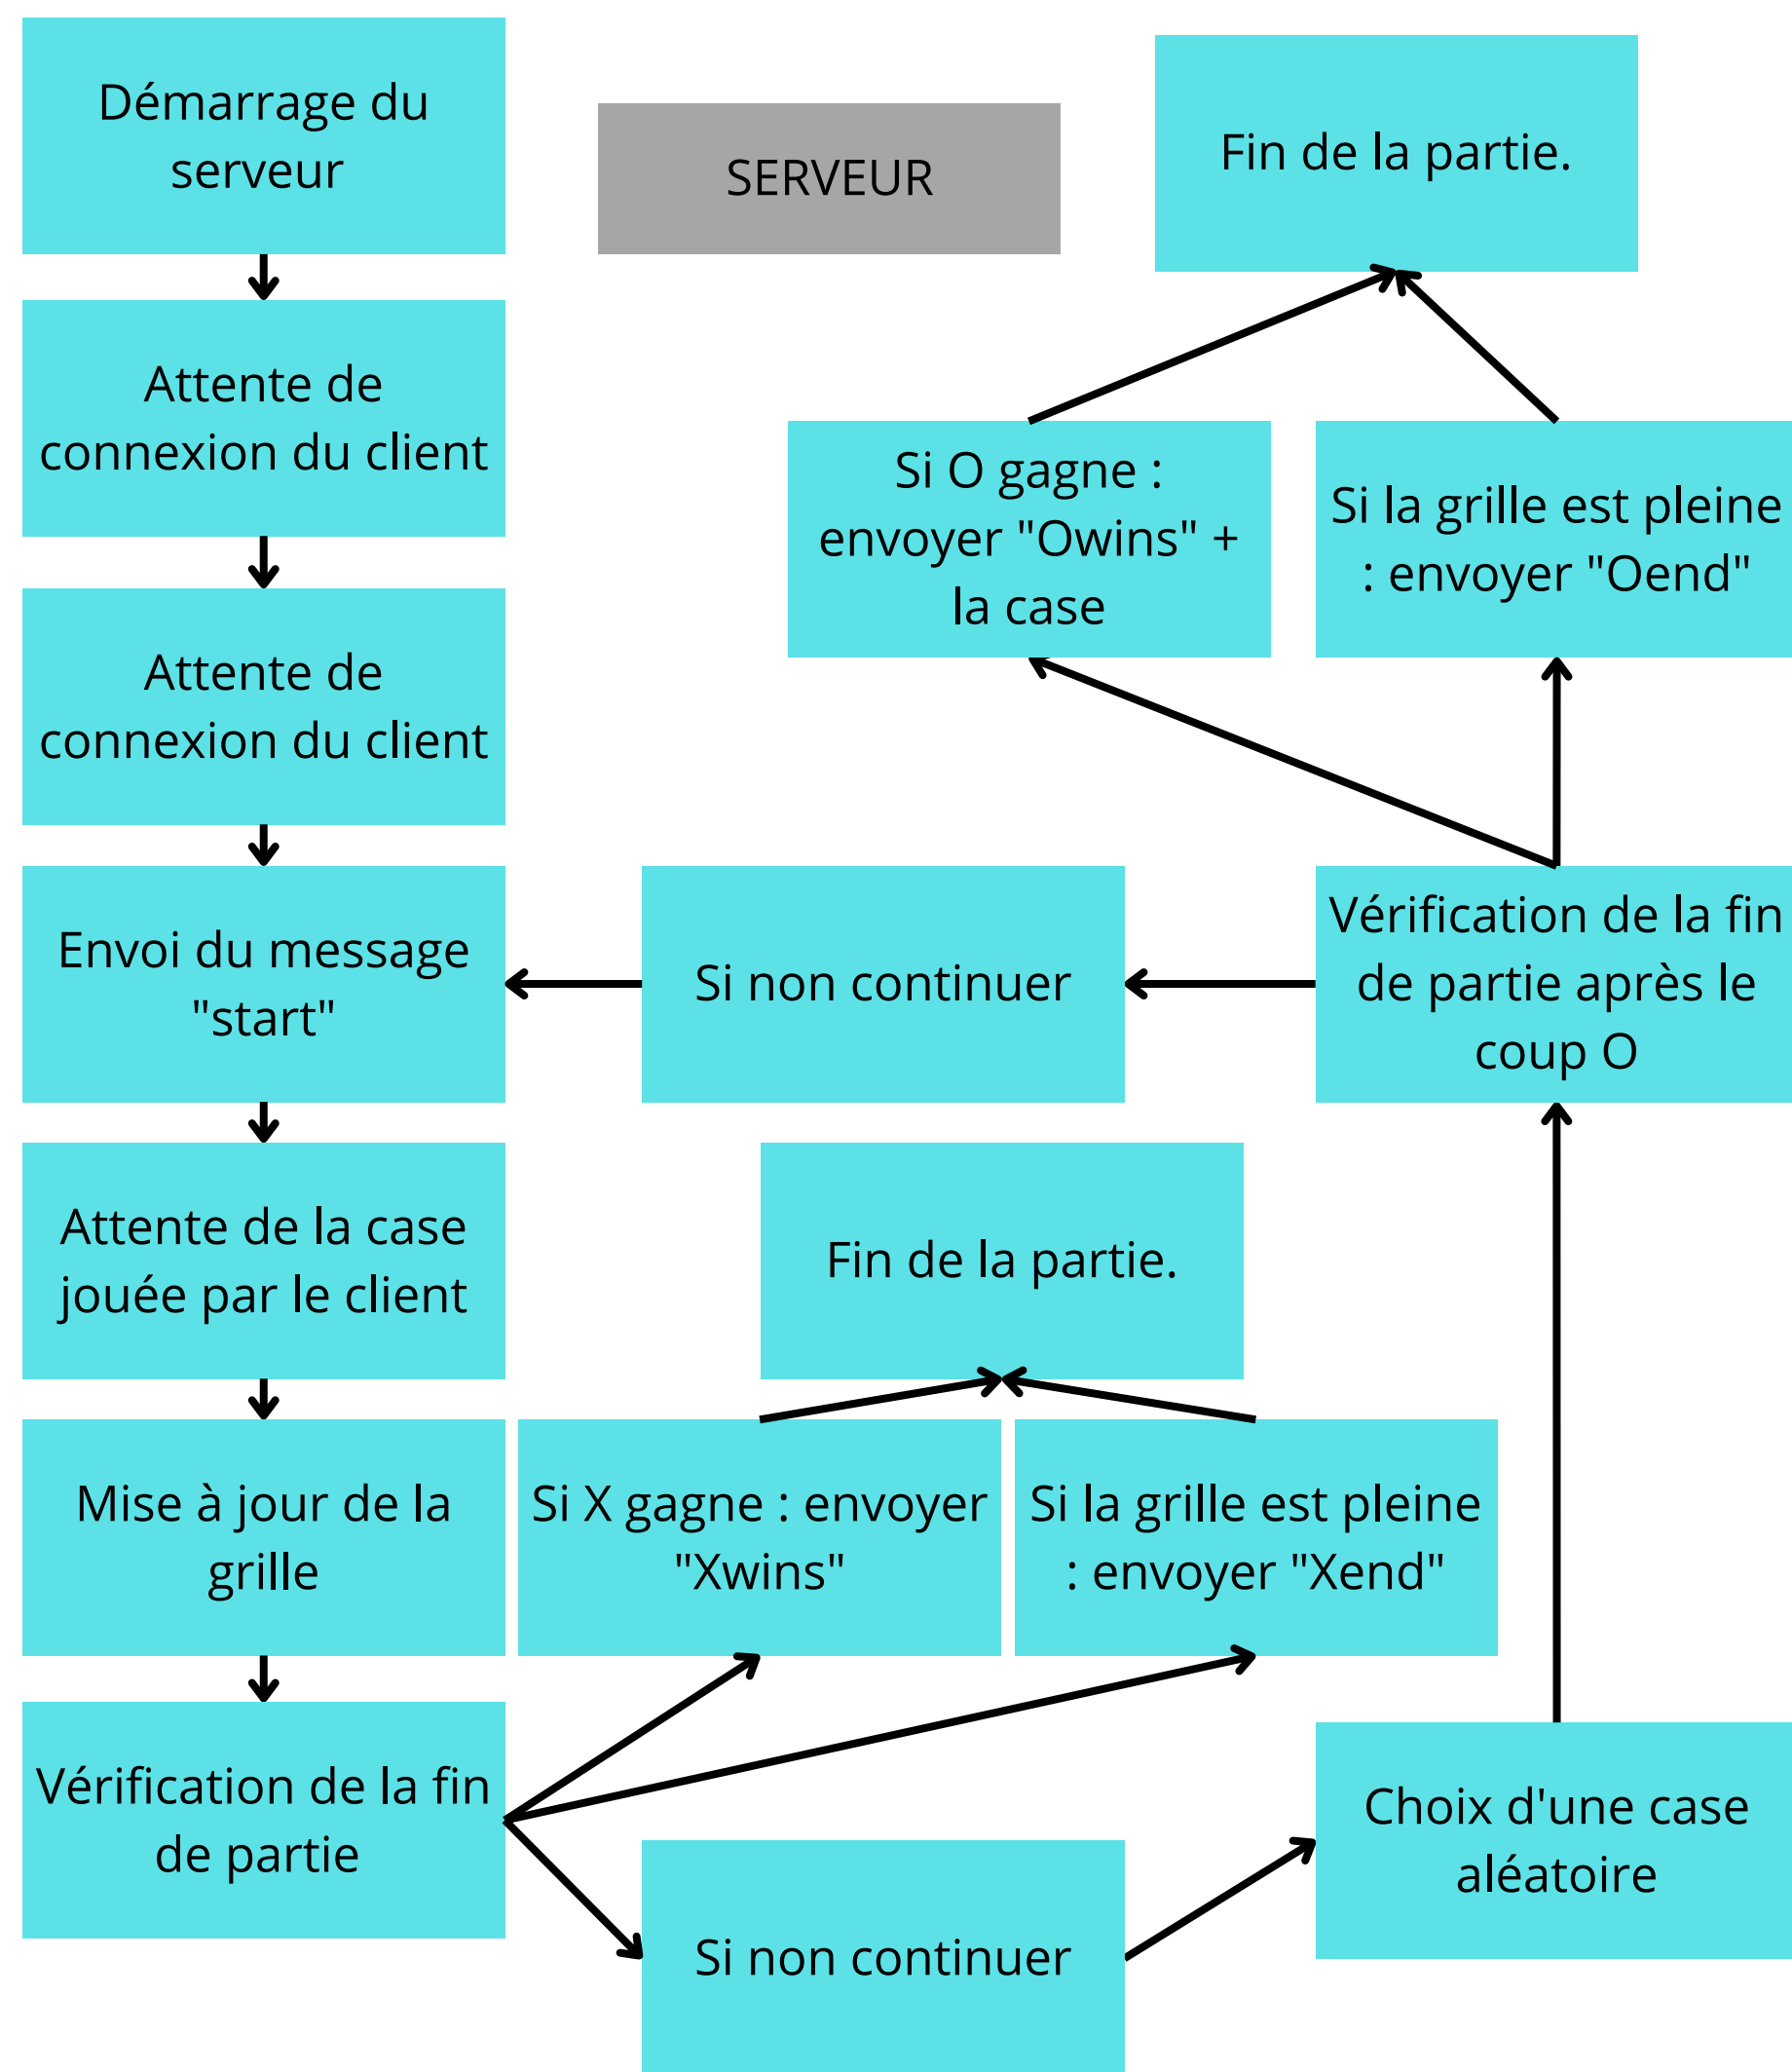 Démarrage du
serveur
SERVEUR
Fin de la partie.
Attente de
connexion du client
Si O gagne :
envoyer "Owins" +
la case
Si la grille est pleine
: envoyer "Oend"
Attente de
connexion du client
Envoi du message
"start"
Si non continuer
Vérification de la fin
de partie après le
coup O
Attente de la case
jouée par le client
Fin de la partie.
Mise à jour de la
grille
Si X gagne : envoyer
"Xwins"
Si la grille est pleine
: envoyer "Xend"
Vérification de la fin
de partie
Si non continuer
Choix d'une case
aléatoire